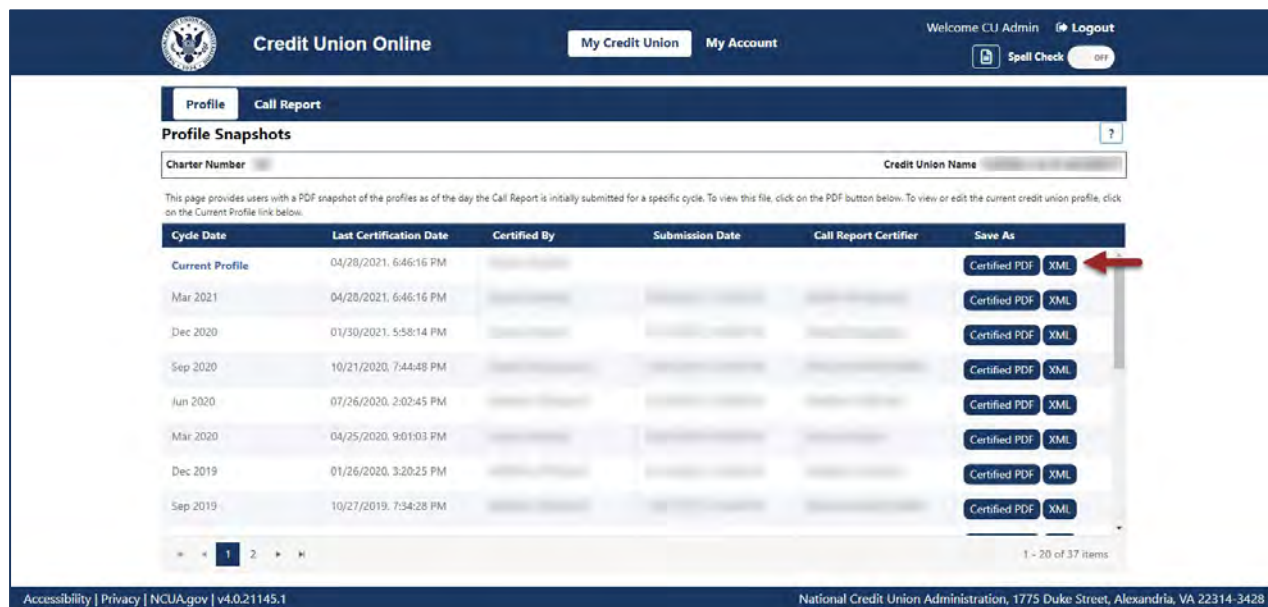 Credit Union Online
My Credit Union My Account
Welcome CU Admin Logout
Spell Check OFF
Profile Call Report
Profile Snapshots ?
Charter Number Credit Union Name
This page provides users with a PDF snapshot of the profiles as of the day the Call Report is initially submitted for a specific cycle. To view this file, click on the PDF button below. To view or edit the current credit union profile, click
on the Current Profile link below.
Cycle Date Last Certification Date Certified By Submission Date Call Report Certifier Save As
Current Profile 04/28/2021, 6:46:16 PM Certified PDF XML
Mar 2021 04/28/2021, 6:46:16 PM Certified PDF XML
Dec 2020 01/30/2021, 5:58:14 PM Certified PDF XML
Sep 2020 10/21/2020, 7:44:48 PM Certified PDF XML
Jun 2020 07/26/2020, 2:02:45 PM Certified PDF XML
Mar 2020 04/25/2020, 9:01:03 PM Certified PDF XML
Dec 2019 01/26/2020, 3:20:25 PM Certified PDF XML
Sep 2019 10/27/2019, 7:34:28 PM Certified PDF XML
1 2 1 - 20 of 37 items
Accessibility | Privacy | NCUA.gov | v4.0.21145.1 National Credit Union Administration, 1775 Duke Street, Alexandria, VA 22314-3428